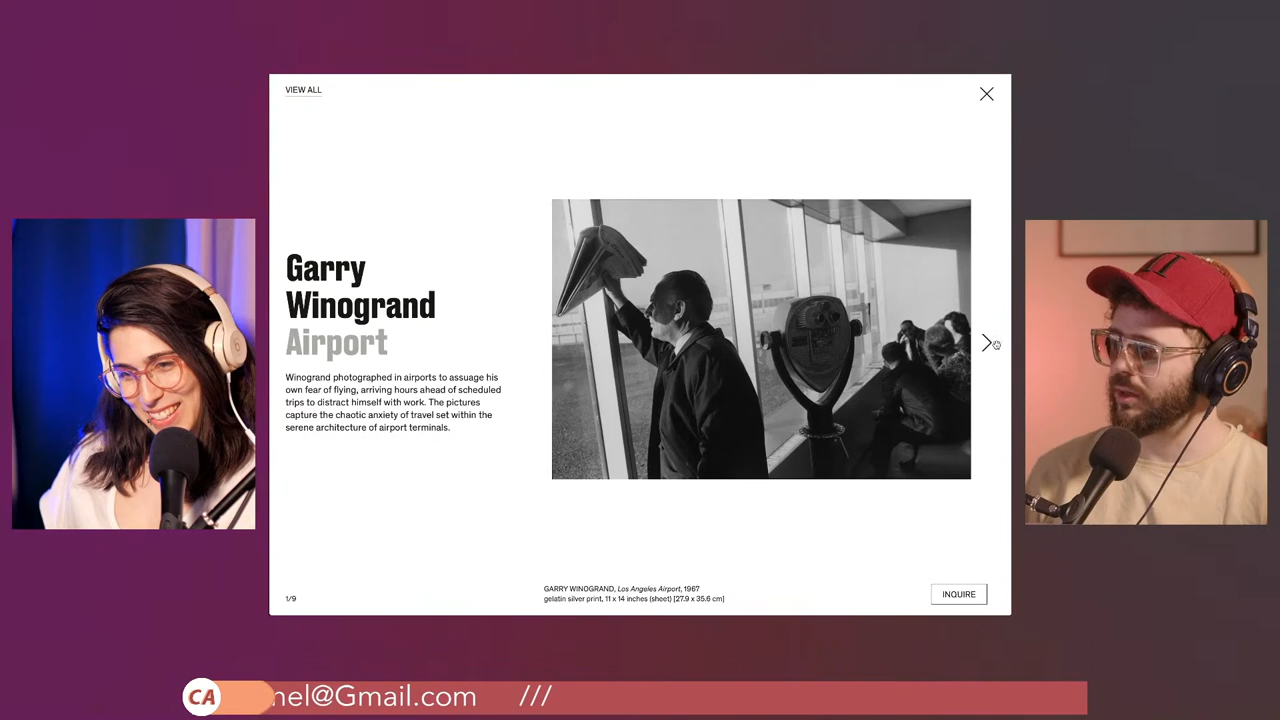 VIEW ALL
Garry
Winogrand
Airport
Winogrand photographed in airports to assuage his
own fear of flying, arriving hours ahead of scheduled
trips to distract himself with work. The pictures
capture the chaotic anxiety of travel set within the
serene architecture of airport terminals.
1/9
GARRY WINOGRAND, Los Angeles Airport, 1967
gelatin silver print, 11 x 14 inches (sheet) [27.9 x 35.6 cm]
INQUIRE
CA
nel@Gmail.com ///